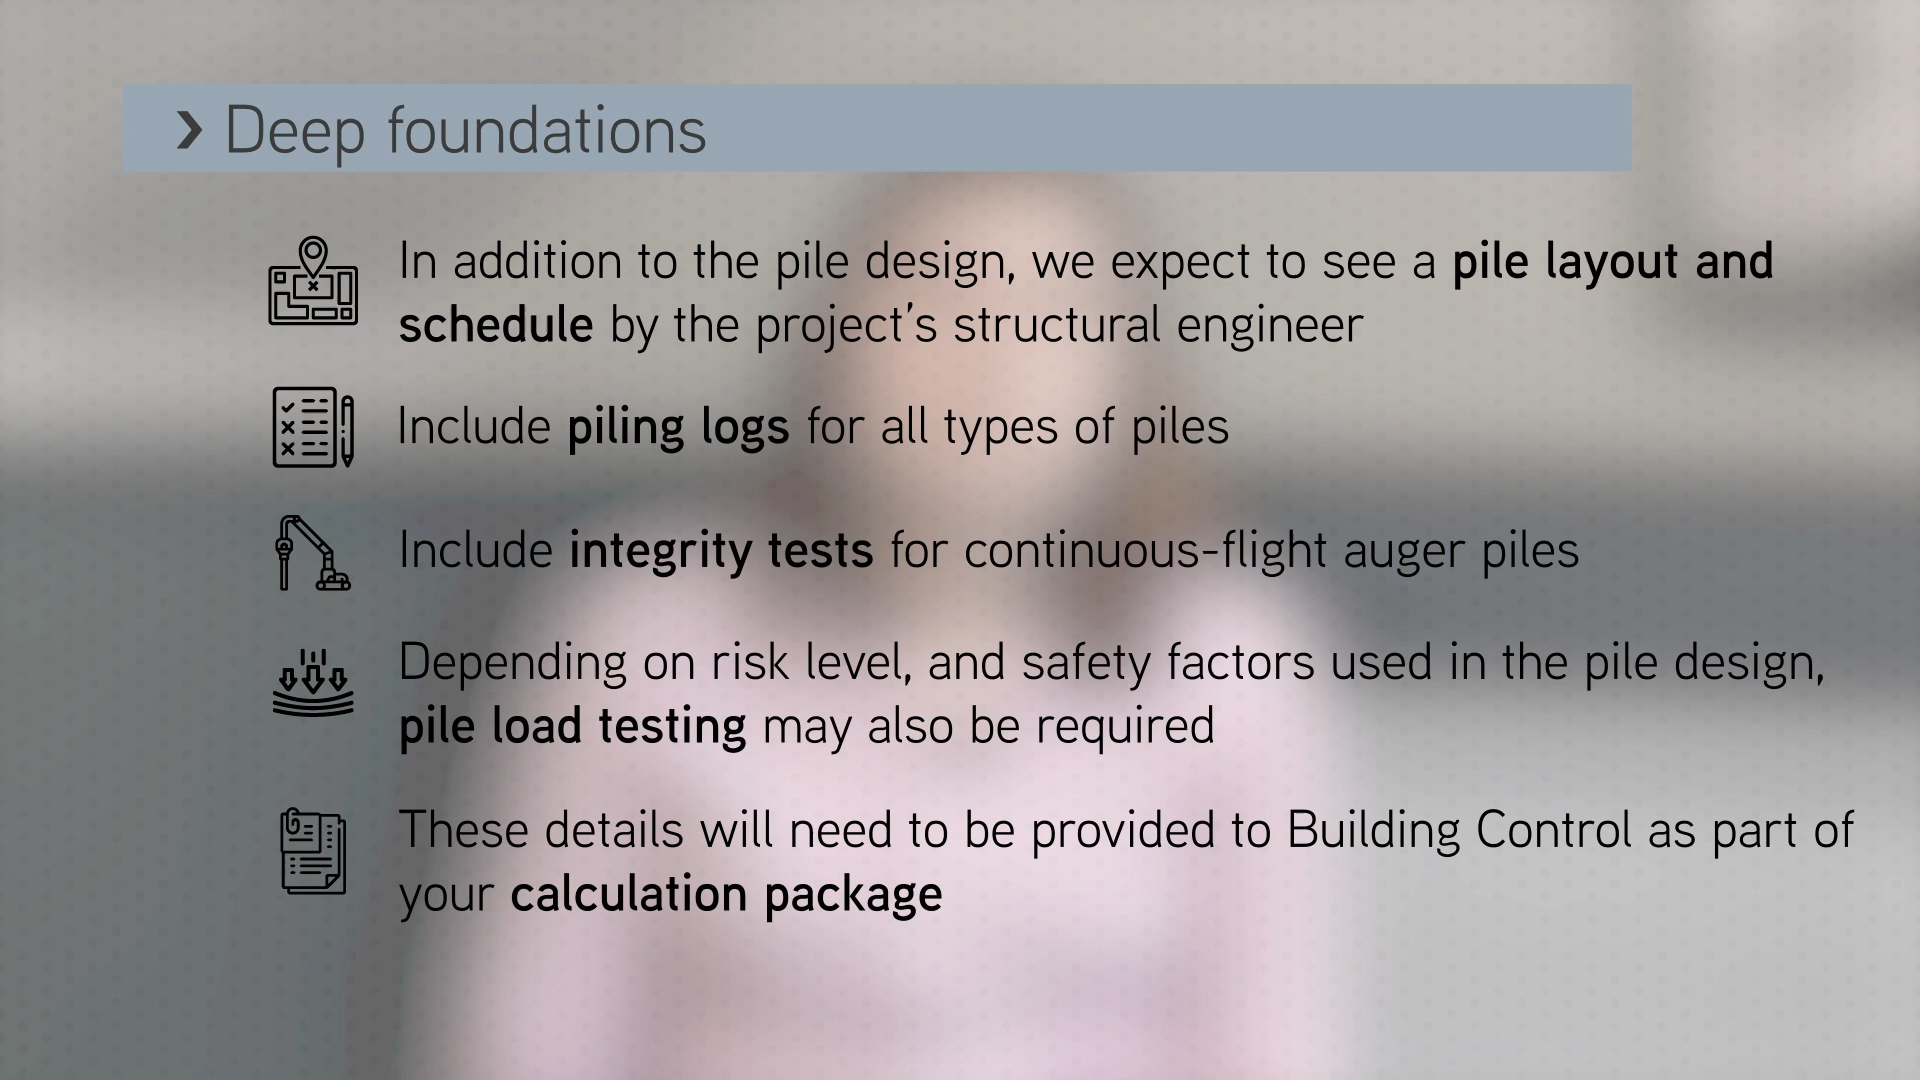 Deep foundations
In addition to the pile design, we expect to see a pile layout and
schedule by the project's structural engineer
Include piling logs for all types of piles
Include integrity tests for continuous-flight auger piles
Depending on risk level, and safety factors used in the pile design,
pile load testing may also be required
These details will need to be provided to Building Control as part of
your calculation package